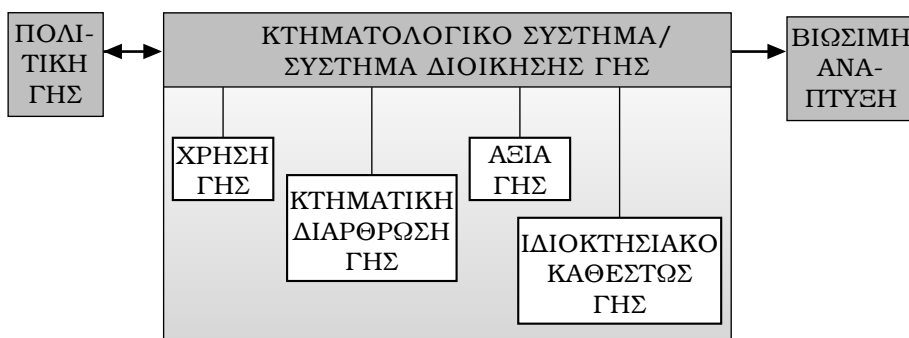 ΠΟΛΙ-
ΤΙΚΗ
ΓΗΣ
ΚΤΗΜΑΤΟΛΟΓΙΚΟ ΣΥΣΤΗΜΑ/
ΣΥΣΤΗΜΑ ΔΙΟΙΚΗΣΗΣ ΓΗΣ
ΒΙΩΣΙΜΗ
ΑΝΑ-
ΠΤΥΞΗ
ΧΡΗΣΗ
ΓΗΣ
ΚΤΗΜΑΤΙΚΗ
ΔΙΑΡΘΡΩΣΗ
ΓΗΣ
ΑΞΙΑ
ΓΗΣ
ΙΔΙΟΚΤΗΣΙΑΚΟ
ΚΑΘΕΣΤΩΣ
ΓΗΣ